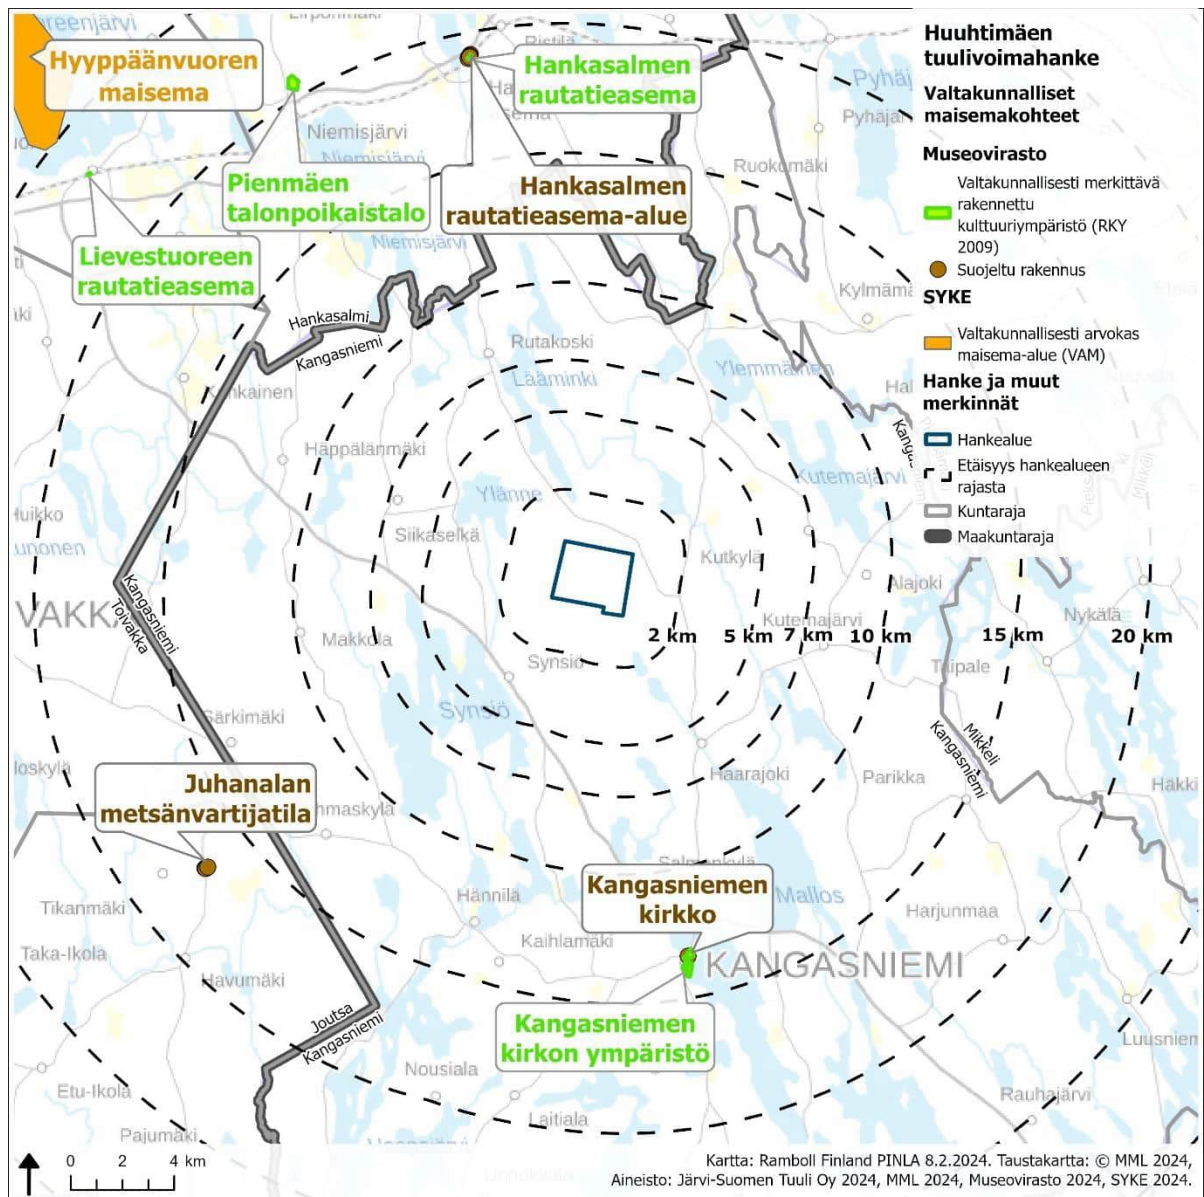 Huuhtimäen
tuulivoimahanke
Valtakunnalliset
maisemakohteet
Museovirasto
Valtakunnallisesti merkittävä
rakennettu
kulttuuriympäristö (RKY
2009)
Suojeltu rakennus
SYKE
Valtakunnallisesti arvokas
maisema-alue (VAM)
Hanke ja muut
merkinnät
Hankealue
Etäisyys hankealueen
rajasta
Kuntaraja
Maakuntaraja
Hyyppäänvuoren
maisema
Hankasalmen
rautatieasema
Ristilä
Niemisjärvi
Niemisjärvi
Pienmäen
talonpoikaistalo
Hankasalmen
rautatieasema-alue
Ruokomäki
Lievestuoreen
rautatieasema
Niemisjärvi
Hankasalmi
Kangasniemi
Rutakoski
Lääminki
Ylemmäinen
Häppälänmäki
Ylänne
Kutemajärvi
Siikaselkä
Kutkylä
Alajoki
Nykälä
Kangasniemi
Toivakka
Makkola
Kutemajärvi
2 km
5 km
7 km
10 km
15 km
20 km
Synsiö
Synsiö
Taipale
Särkimäki
Mikkeli
Kangasniemi
Haarajoki
Parikka
Juhanalan
metsänvartijatila
Kangasniemen
kirkko
Mallos
Hännilä
Harjunmaa
Tikanmäki
Kaihlamäki
Taka-Ikola
KANGASNIEMI
Havumäki
Joutsa
Kangasniemi
Kangasniemen
kirkon ympäristö
Nousiala
Etu-Ikola
Laitiala
Rauhajärvi
Pajumäki
0 2 4 km
Kartta: Ramboll Finland PINLA 8.2.2024. Taustakartta: © MML 2024,
Aineisto: Järvi-Suomen Tuuli Oy 2024, MML 2024, Museovirasto 2024, SYKE 2024.